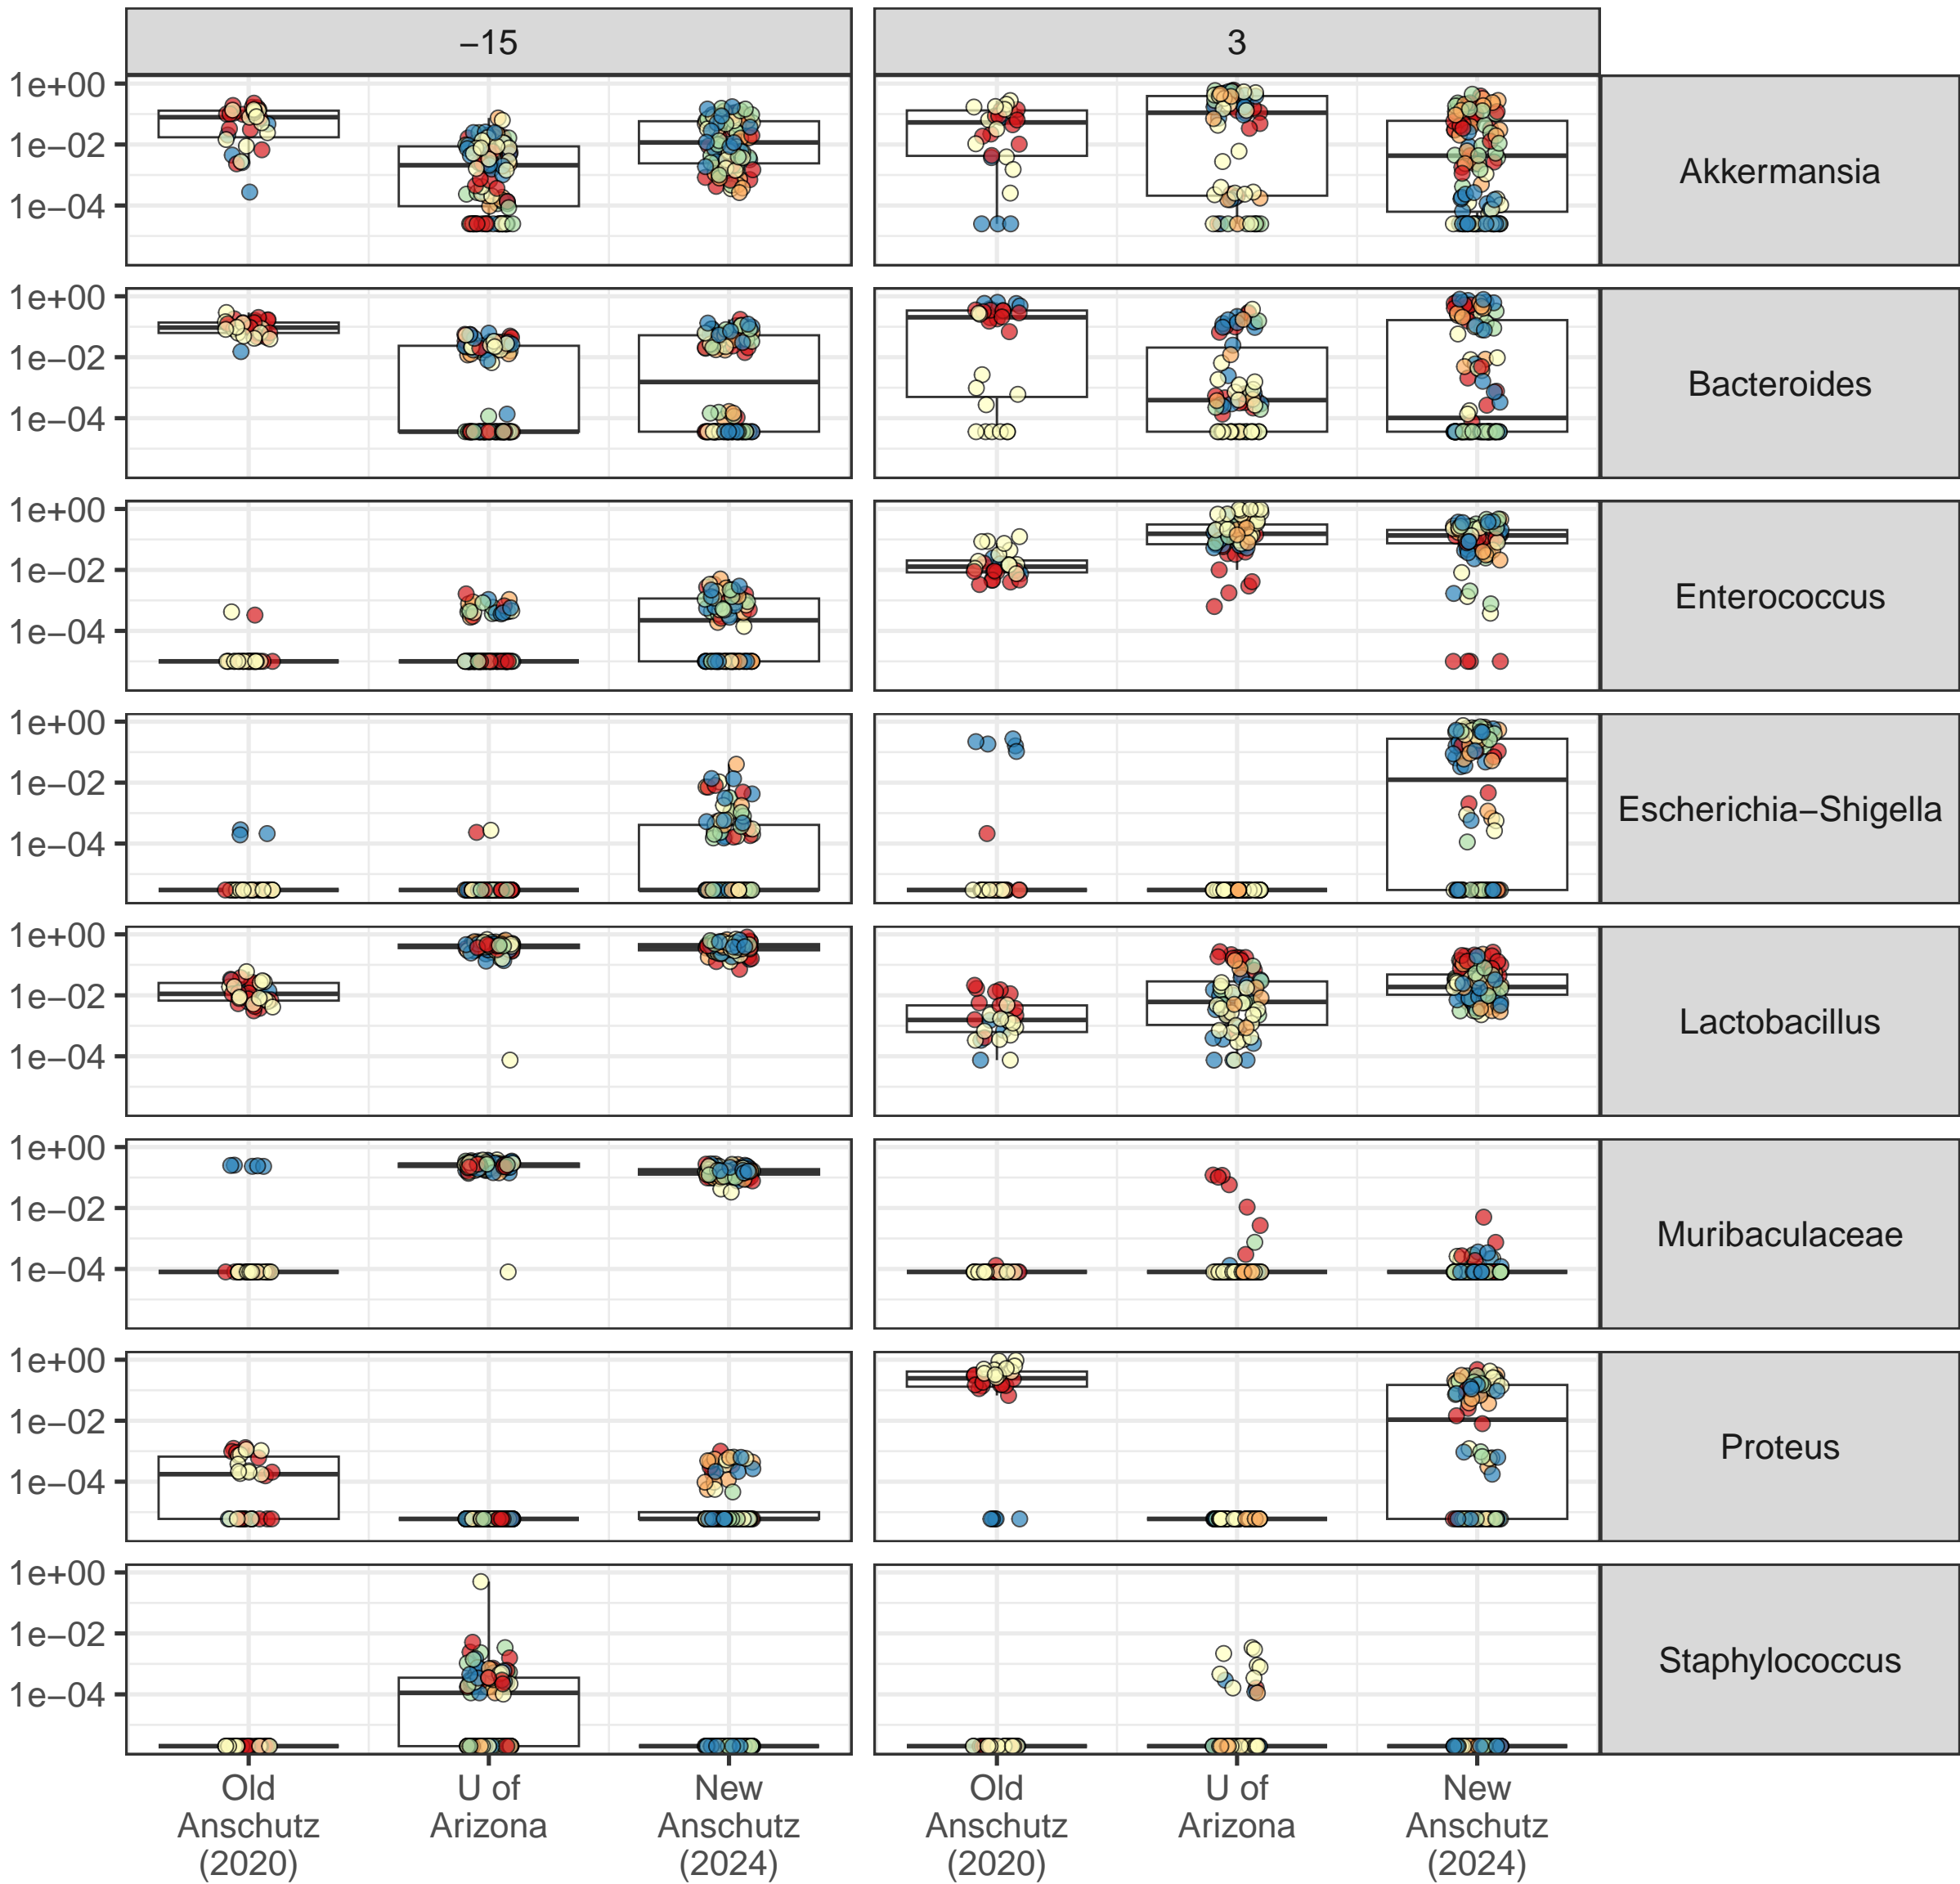 −15 3
1e+00
1e−02
1e−04
Akkermansia
1e+00
1e−02
1e−04
Bacteroides
1e+00
1e−02
1e−04
Enterococcus
1e+00
1e−02
1e−04
Escherichia−Shigella
1e+00
1e−02
1e−04
Lactobacillus
1e+00
1e−02
1e−04
Muribaculaceae
1e+00
1e−02
1e−04
Proteus
1e+00
1e−02
1e−04
Staphylococcus
Old U of New Old U of New
Anschutz Arizona Anschutz Anschutz Arizona Anschutz
(2020) (2024) (2020) (2024)